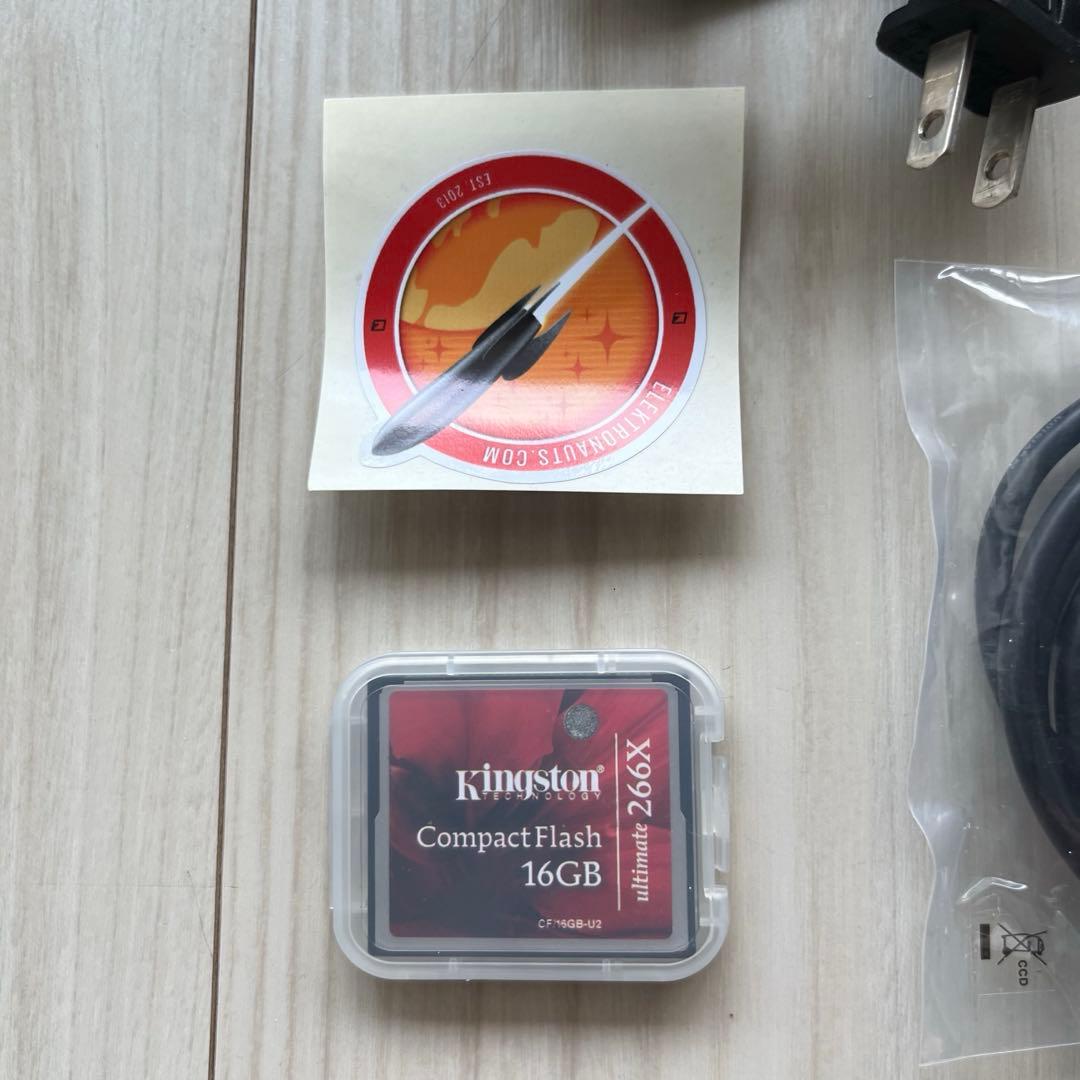 EST. 2013
ELEKTRONAUTS.COM
Kingston®
TECHNOLOGY
CompactFlash
16GB
ultimate 266X
CF/16GB-U2
CCD